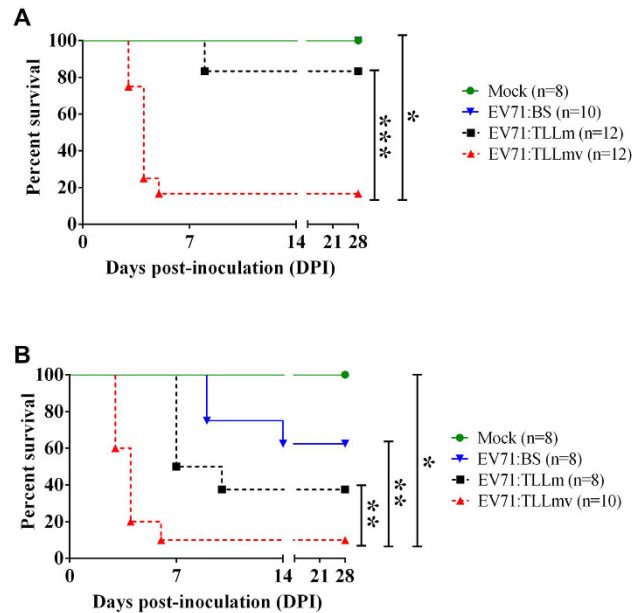 A
Percent survival
100
80
60
40
20
0
0
7
14
21
28
Days post-inoculation (DPI)
***
*
Mock (n=8)
EV71:BS (n=10)
EV71:TLLm (n=12)
EV71:TLLmv (n=12)
B
Percent survival
100
80
60
40
20
0
0
7
14
21
28
Days post-inoculation (DPI)
**
**
*
Mock (n=8)
EV71:BS (n=8)
EV71:TLLm (n=8)
EV71:TLLmv (n=10)